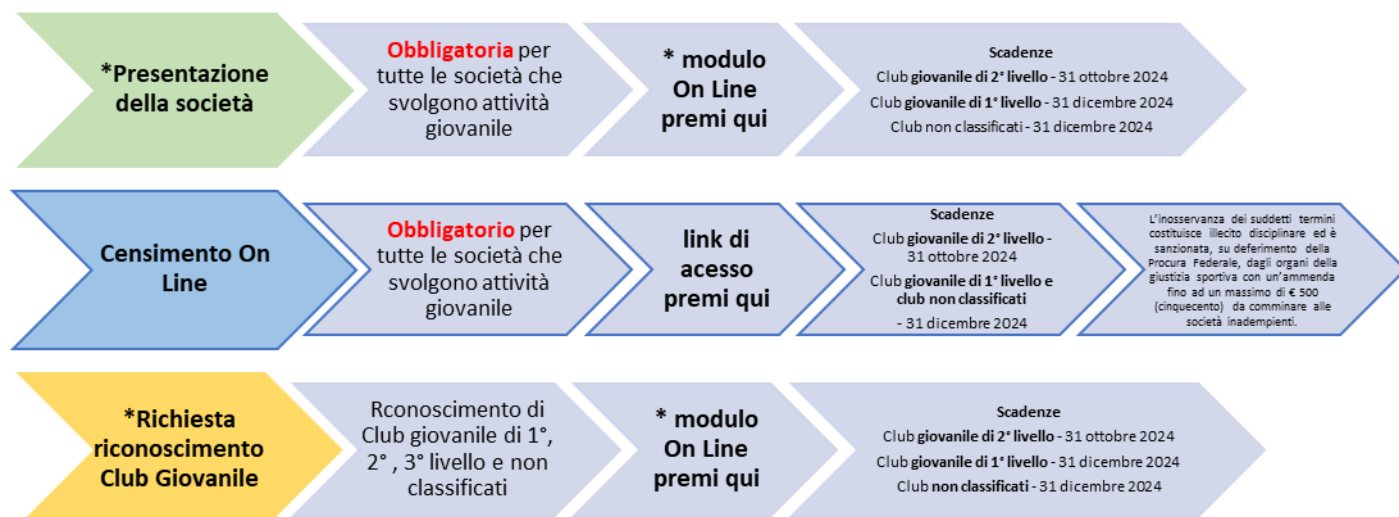 *Presentazione
della società
Obbligatoria per
tutte le società che
svolgono attività
giovanile
* modulo
On Line
premi qui
Scadenze
Club giovanile di 2° livello - 31 ottobre 2024
Club giovanile di 1° livello - 31 dicembre 2024
Club non classificati - 31 dicembre 2024
Censimento On
Line
Obbligatorio per
tutte le società che
svolgono attività
giovanile
link di
acesso
premi qui
Scadenze
Club giovanile di 2° livello -
31 ottobre 2024
Club giovanile di 1° livello e
club non classificati
- 31 dicembre 2024
L'inosservanza dei suddetti termini
costituisce illecito disciplinare ed è
sanzionata, su deferimento della
Procura Federale, dagli organi della
giustizia sportiva con un'ammenda
fino ad un massimo di € 500
(cinquecento) da comminare alle
società inadempienti.
*Richiesta
riconoscimento
Club Giovanile
Rconoscimento di
Club giovanile di 1°,
2° , 3° livello e non
classificati
* modulo
On Line
premi qui
Scadenze
Club giovanile di 2° livello - 31 ottobre 2024
Club giovanile di 1° livello - 31 dicembre 2024
Club non classificati - 31 dicembre 2024